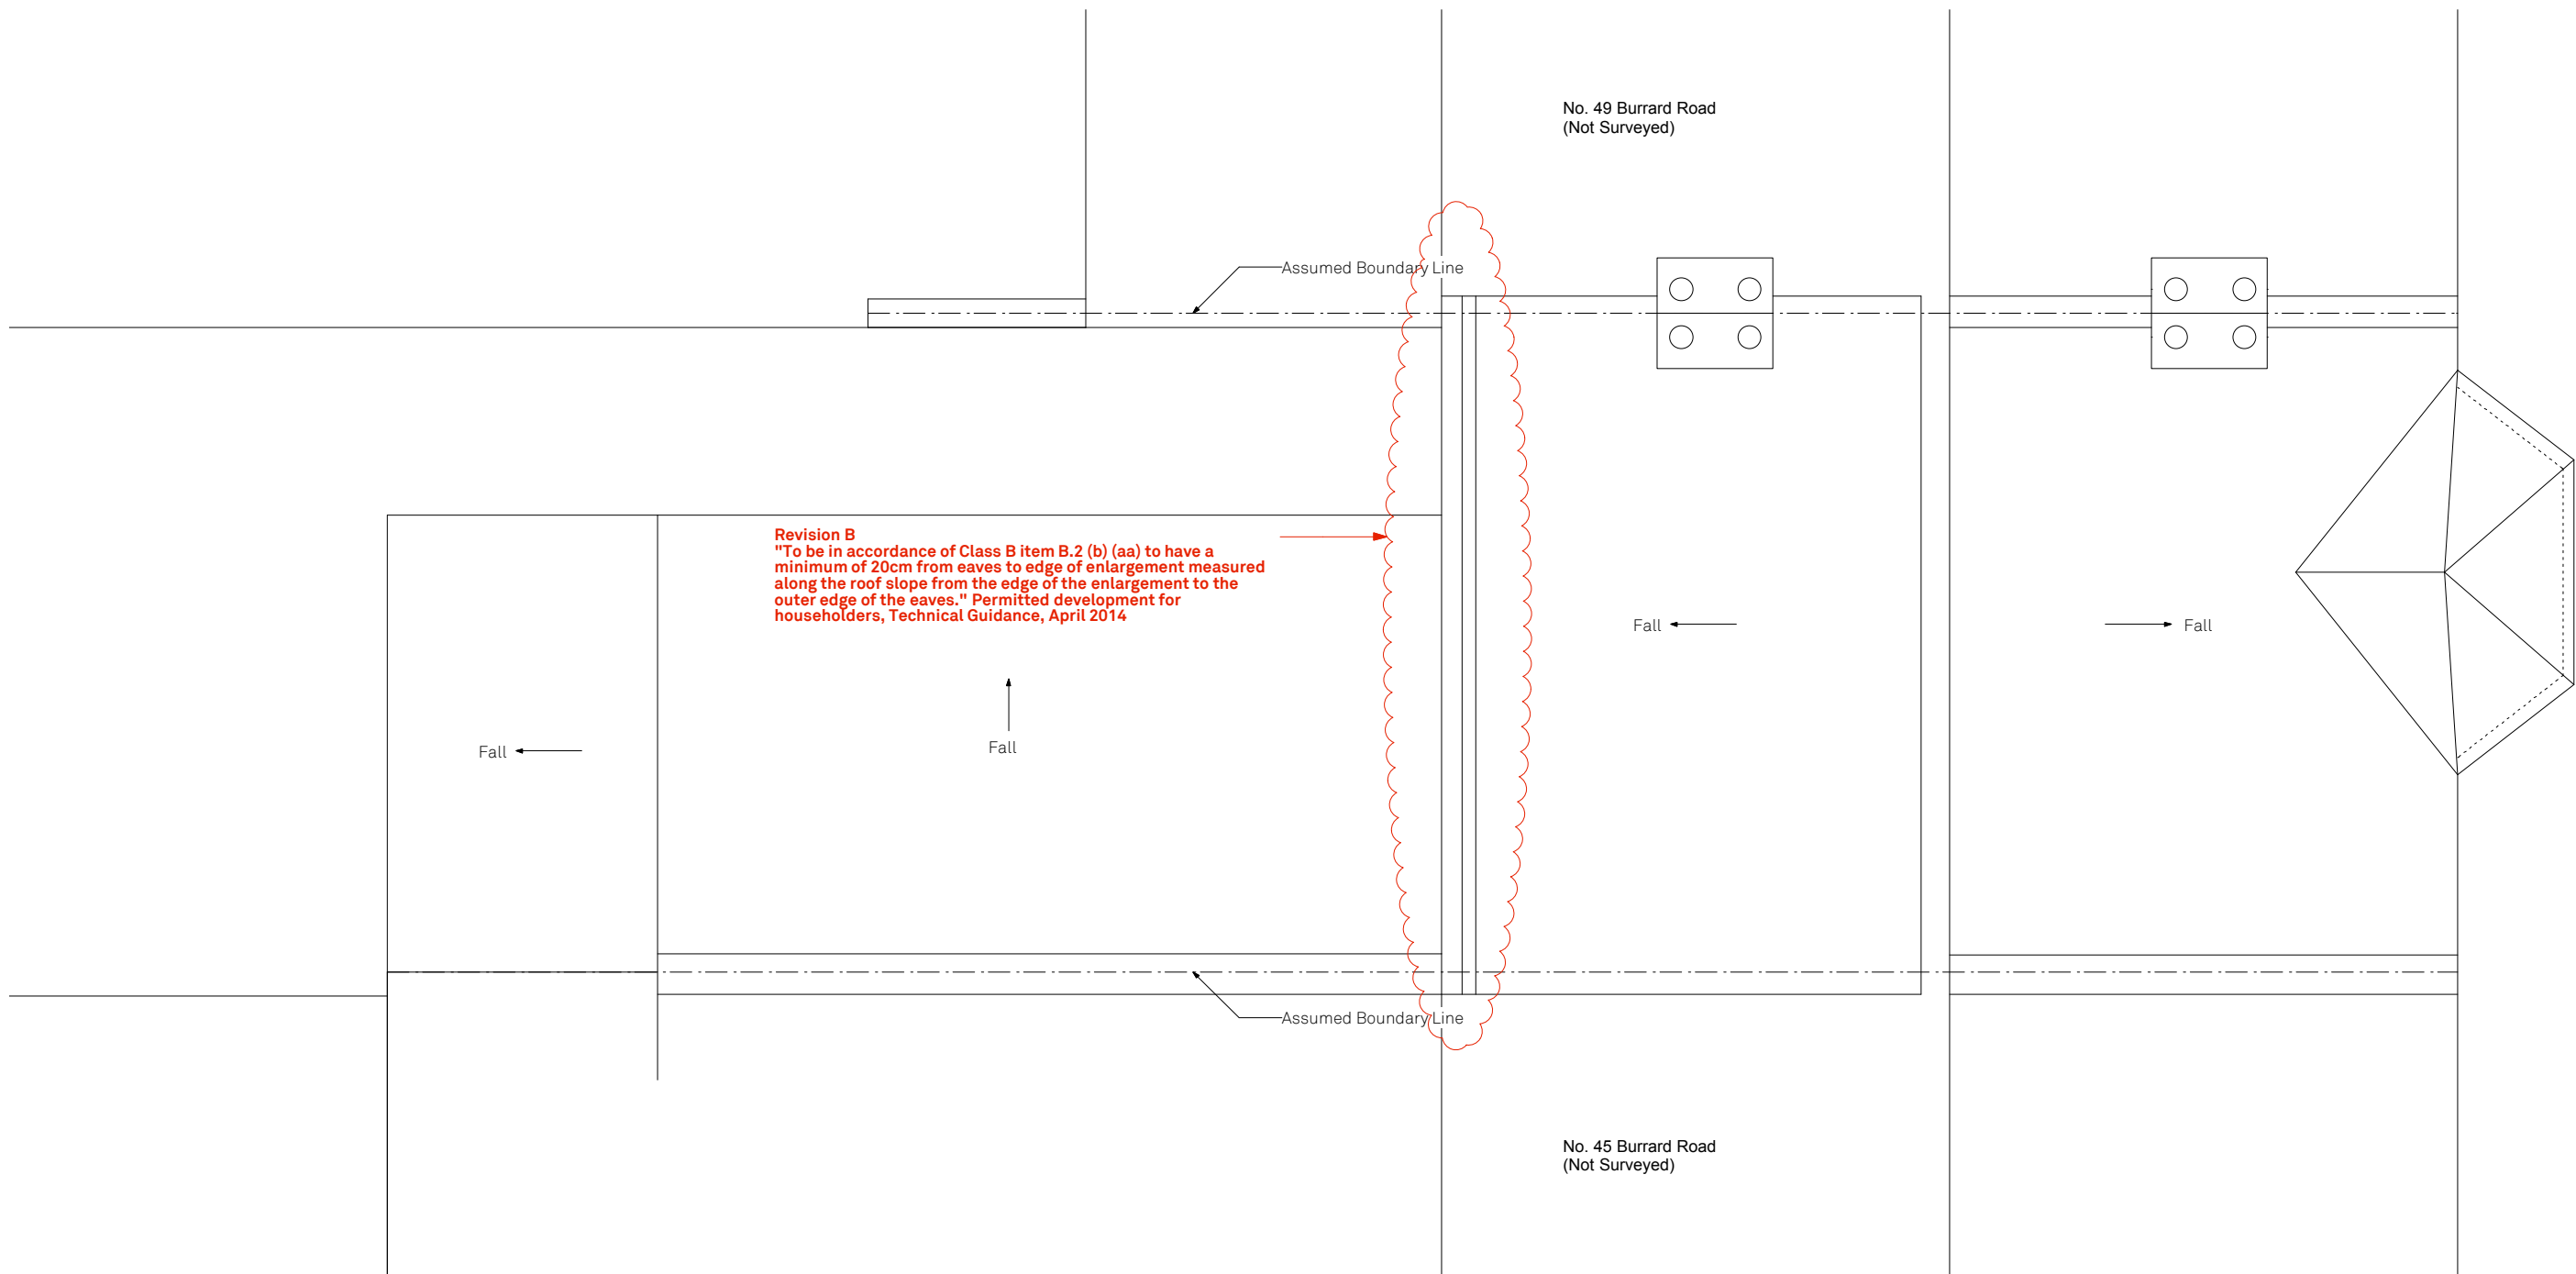 No. 49 Burrard Road
(Not Surveyed)
Assumed Boundary Line
Revision B
"To be in accordance of Class B item B.2 (b) (aa) to have a
minimum of 20cm from eaves to edge of enlargement measured
along the roof slope from the edge of the enlargement to the
outer edge of the eaves." Permitted development for
householders, Technical Guidance, April 2014
Fall
Fall
Fall
Fall
Assumed Boundary Line
No. 45 Burrard Road
(Not Surveyed)